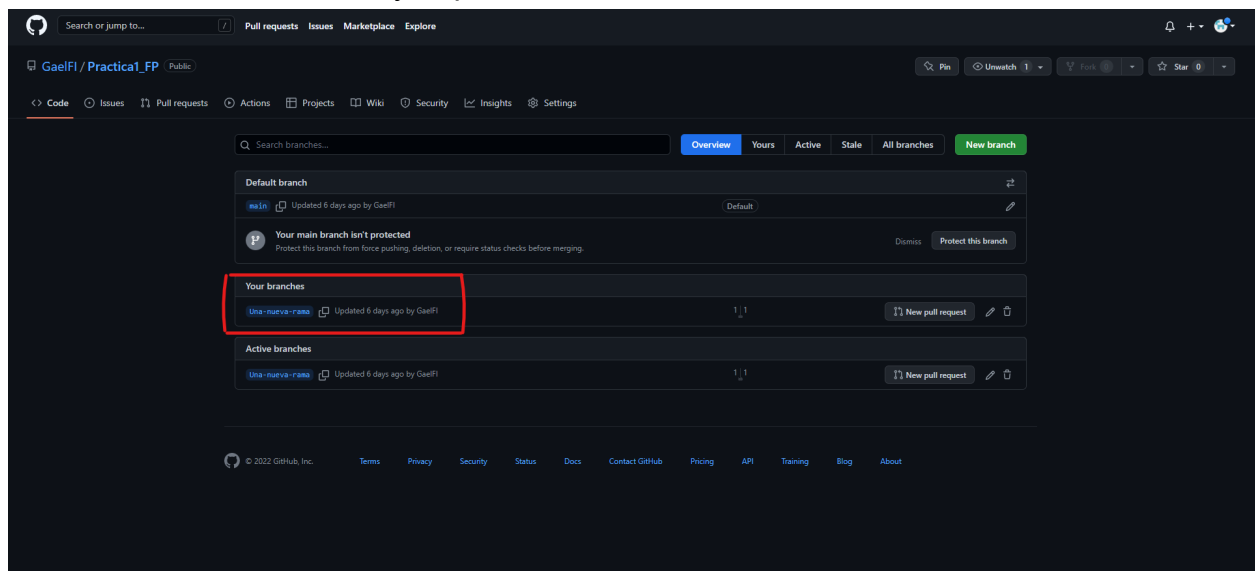 Search or jump to... / Pull requests Issues Marketplace Explore
GaelFI / Practica1_FP Public Pin Unwatch 1 Fork 0 Star 0
Code Issues Pull requests Actions Projects Wiki Security Insights Settings
Search branches... Overview Yours Active Stale All branches New branch
Default branch
main Updated 6 days ago by GaelFI Default
Your main branch isn't protected
Protect this branch from force pushing, deletion, or require status checks before merging. Dismiss Protect this branch
Your branches
Una-nueva-rama Updated 6 days ago by GaelFI 1 | 1 New pull request
Active branches
Una-nueva-rama Updated 6 days ago by GaelFI 1 | 1 New pull request
© 2022 GitHub, Inc. Terms Privacy Security Status Docs Contact GitHub Pricing API Training Blog About